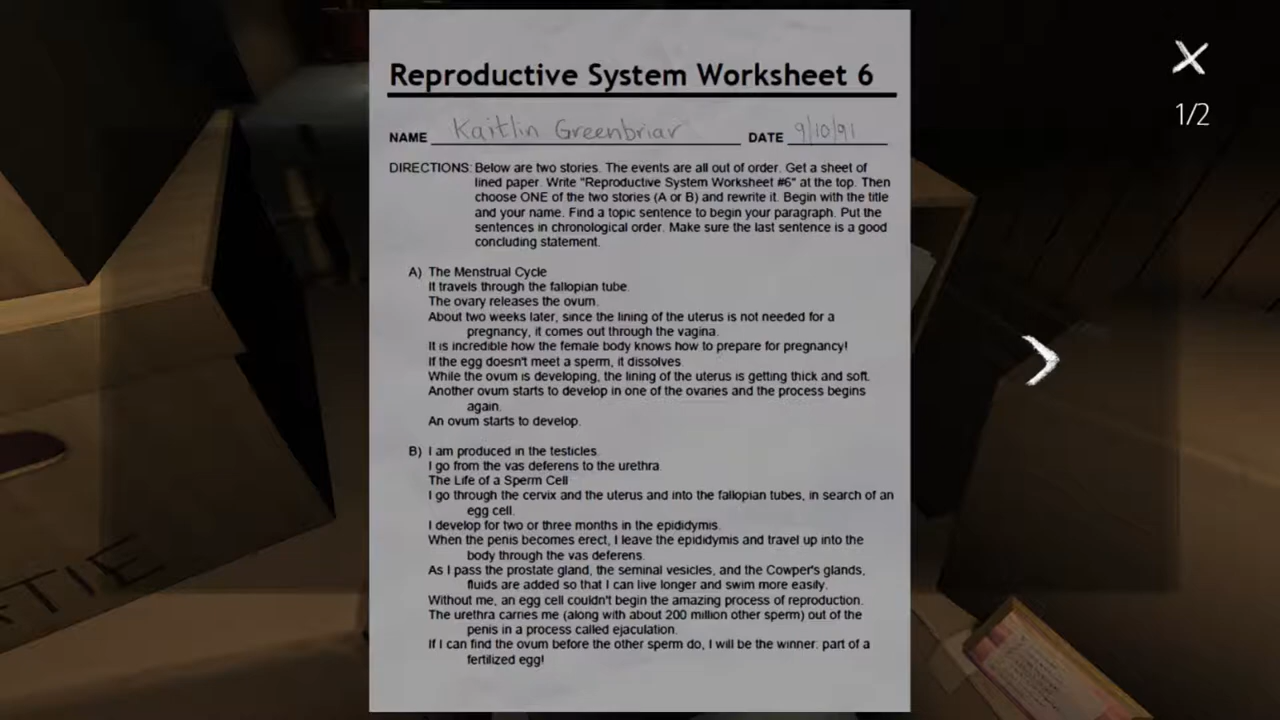 Reproductive System Worksheet 6
NAME Kaitlin Greenbriar DATE 9/10/91
DIRECTIONS: Below are two stories. The events are all out of order. Get a sheet of
lined paper. Write "Reproductive System Worksheet #6" at the top. Then
choose ONE of the two stories (A or B) and rewrite it. Begin with the title
and your name. Find a topic sentence to begin your paragraph. Put the
sentences in chronological order. Make sure the last sentence is a good
concluding statement.
A) The Menstrual Cycle
It travels through the fallopian tube.
The ovary releases the ovum.
About two weeks later, since the lining of the uterus is not needed for a
pregnancy, it comes out through the vagina.
It is incredible how the female body knows how to prepare for pregnancy!
If the egg doesn't meet a sperm, it dissolves.
While the ovum is developing, the lining of the uterus is getting thick and soft.
Another ovum starts to develop in one of the ovaries and the process begins
again.
An ovum starts to develop.
B) I am produced in the testicles.
I go from the vas deferens to the urethra.
The Life of a Sperm Cell
I go through the cervix and the uterus and into the fallopian tubes, in search of an
egg cell.
I develop for two or three months in the epididymis.
When the penis becomes erect, I leave the epididymis and travel up into the
body through the vas deferens.
As I pass the prostate gland, the seminal vesicles, and the Cowper's glands,
fluids are added so that I can live longer and swim more easily.
Without me, an egg cell couldn't begin the amazing process of reproduction.
The urethra carries me (along with about 200 million other sperm) out of the
penis in a process called ejaculation.
If I can find the ovum before the other sperm do, I will be the winner: part of a
fertilized egg!
1/2